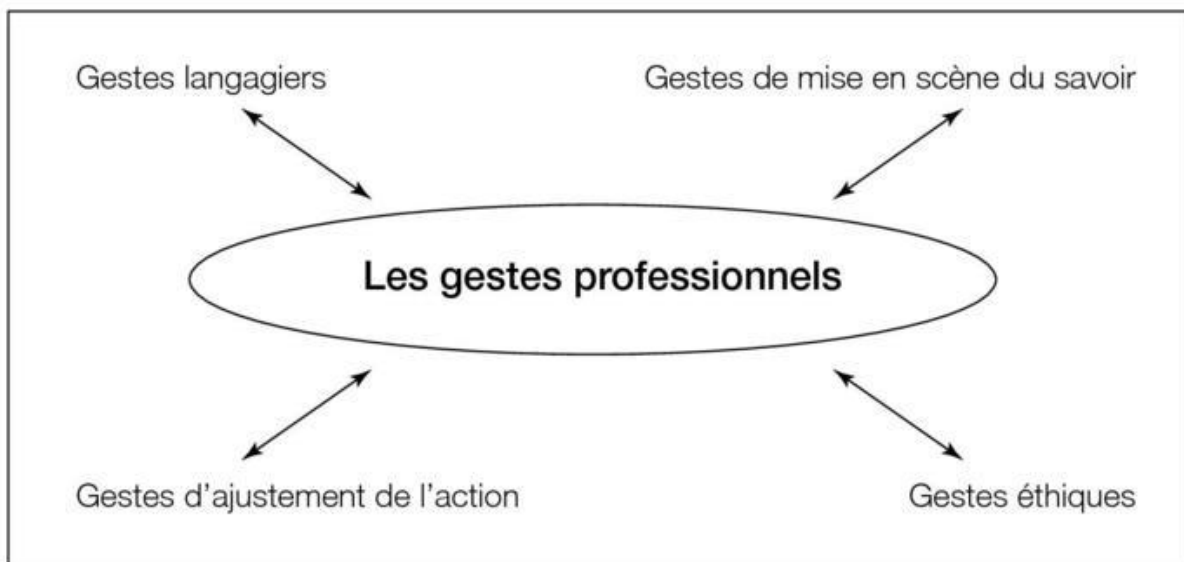 Gestes langagiers
Gestes de mise en scène du savoir
Les gestes professionnels
Gestes d'ajustement de l'action
Gestes éthiques